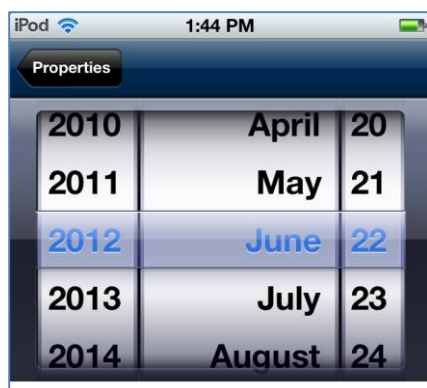 iPod 1:44 PM
Properties
2010 April 20
2011 May 21
2012 June 22
2013 July 23
2014 August 24